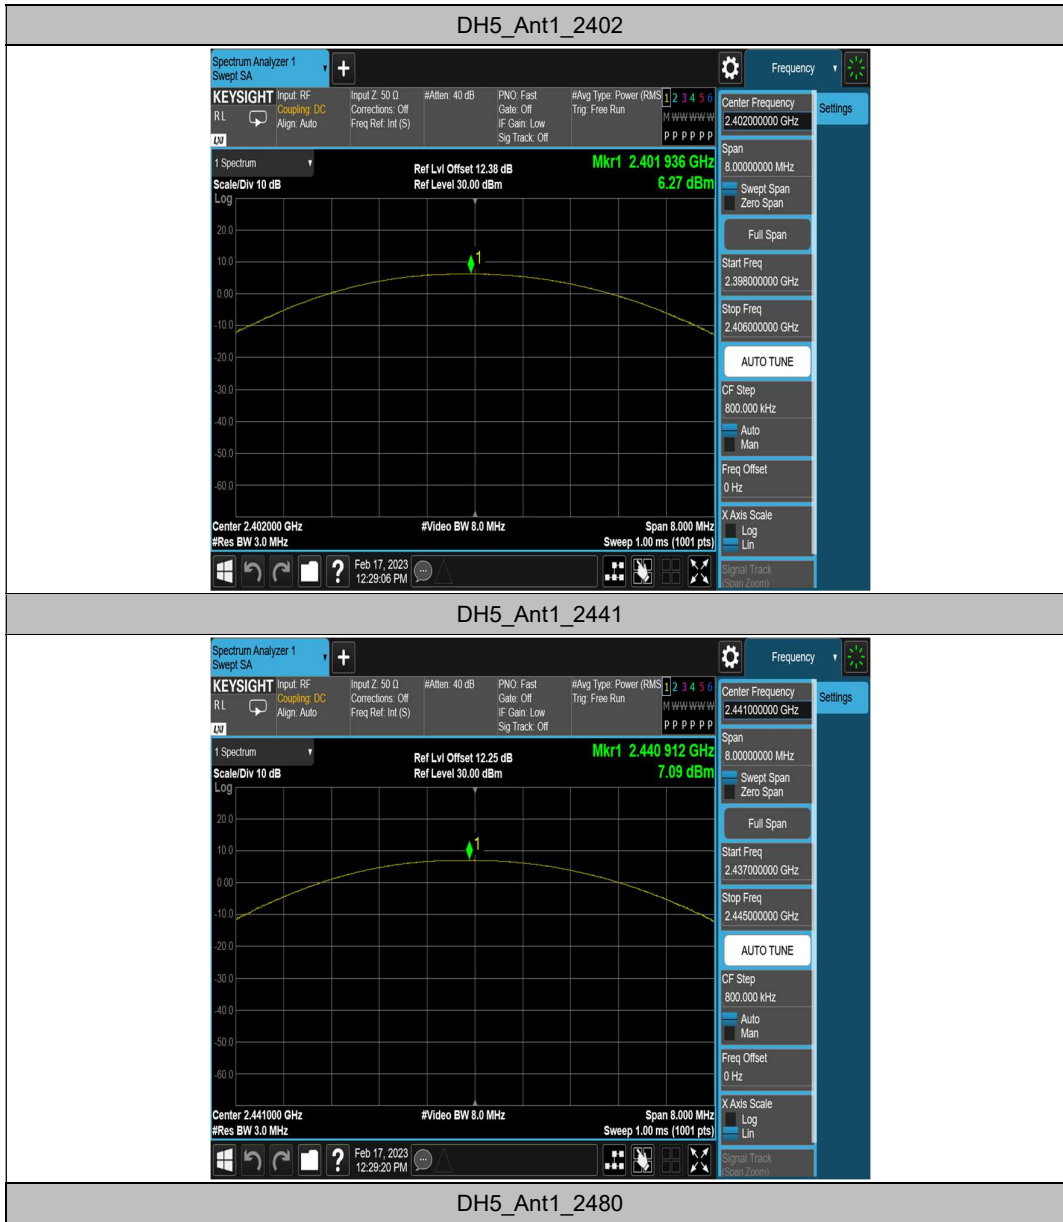 DH5_Ant1_2402
Spectrum Analyzer 1
Swept SA
Frequency
KEYSIGHT
RL
LXI
Input: RF
Coupling: DC
Align: Auto
Input Z: 50 Ω
Corrections: Off
Freq Ref: Int (S)
#Atten: 40 dB
PNO: Fast
Gate: Off
IF Gain: Low
Sig Track: Off
#Avg Type: Power (RMS
Trig: Free Run
1 2 3 4 5 6
M W W W W W
P P P P P P
1 Spectrum
Scale/Div 10 dB
Ref Lvl Offset 12.38 dB
Ref Level 30.00 dBm
Mkr1 2.401 936 GHz
6.27 dBm
Log
20.0
10.0
0.00
-10.0
-20.0
-30.0
-40.0
-50.0
-60.0
1
Center 2.402000 GHz
#Res BW 3.0 MHz
#Video BW 8.0 MHz
Span 8.000 MHz
Sweep 1.00 ms (1001 pts)
Feb 17, 2023
12:29:06 PM
Settings
Center Frequency
2.402000000 GHz
Span
8.00000000 MHz
Swept Span
Zero Span
Full Span
Start Freq
2.398000000 GHz
Stop Freq
2.406000000 GHz
AUTO TUNE
CF Step
800.000 kHz
Auto
Man
Freq Offset
0 Hz
X Axis Scale
Log
Lin
Signal Track
(Span Zoom)
DH5_Ant1_2441
Spectrum Analyzer 1
Swept SA
Frequency
KEYSIGHT
RL
LXI
Input: RF
Coupling: DC
Align: Auto
Input Z: 50 Ω
Corrections: Off
Freq Ref: Int (S)
#Atten: 40 dB
PNO: Fast
Gate: Off
IF Gain: Low
Sig Track: Off
#Avg Type: Power (RMS
Trig: Free Run
1 2 3 4 5 6
M W W W W W
P P P P P P
1 Spectrum
Scale/Div 10 dB
Ref Lvl Offset 12.25 dB
Ref Level 30.00 dBm
Mkr1 2.440 912 GHz
7.09 dBm
Log
20.0
10.0
0.00
-10.0
-20.0
-30.0
-40.0
-50.0
-60.0
1
Center 2.441000 GHz
#Res BW 3.0 MHz
#Video BW 8.0 MHz
Span 8.000 MHz
Sweep 1.00 ms (1001 pts)
Feb 17, 2023
12:29:20 PM
Settings
Center Frequency
2.441000000 GHz
Span
8.00000000 MHz
Swept Span
Zero Span
Full Span
Start Freq
2.437000000 GHz
Stop Freq
2.445000000 GHz
AUTO TUNE
CF Step
800.000 kHz
Auto
Man
Freq Offset
0 Hz
X Axis Scale
Log
Lin
Signal Track
(Span Zoom)
DH5_Ant1_2480